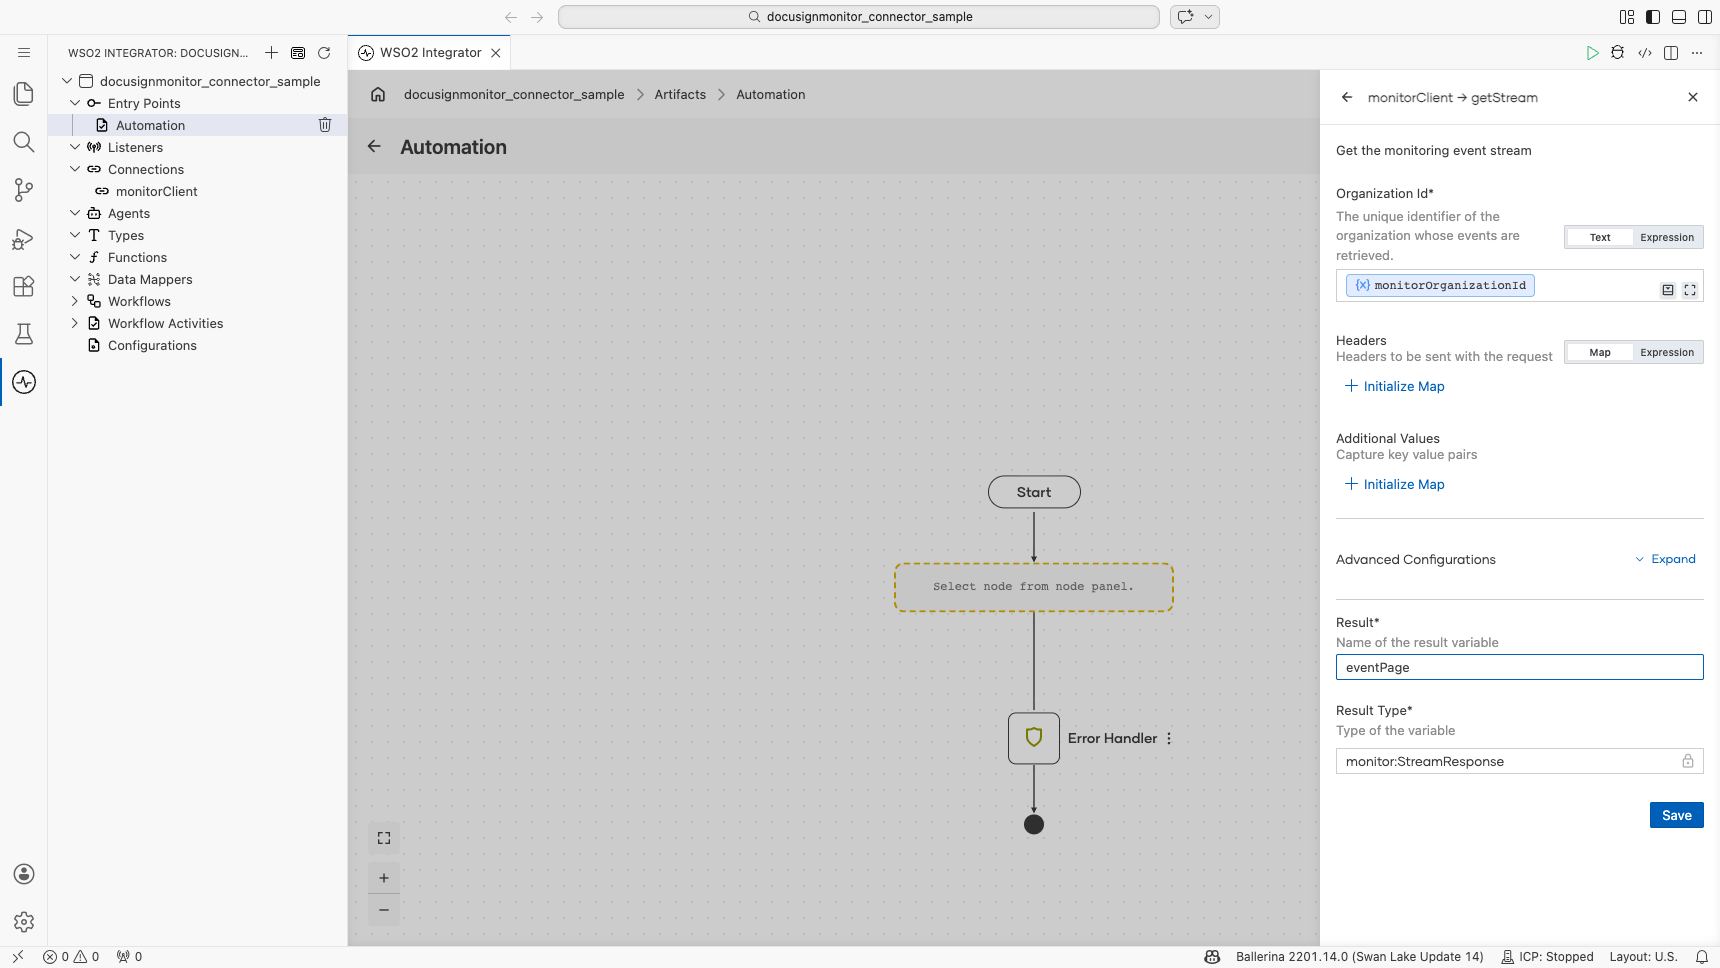 docusignmonitor_connector_sample
WSO2 INTEGRATOR: DOCUSIGN...
WSO2 Integrator
docusignmonitor_connector_sample
Entry Points
Automation
Listeners
Connections
monitorClient
Agents
Types
Functions
Data Mappers
Workflows
Workflow Activities
Configurations
docusignmonitor_connector_sample
Artifacts
Automation
Automation
Start
Select node from node panel.
Error Handler
monitorClient → getStream
Get the monitoring event stream
Organization Id*
The unique identifier of the
organization whose events are
retrieved.
Text
Expression
{x} monitorOrganizationId
Headers
Headers to be sent with the request
Map
Expression
Initialize Map
Additional Values
Capture key value pairs
Initialize Map
Advanced Configurations
Expand
Result*
Name of the result variable
eventPage
Result Type*
Type of the variable
monitor:StreamResponse
Save
0
0
0
Ballerina 2201.14.0 (Swan Lake Update 14)
ICP: Stopped
Layout: U.S.